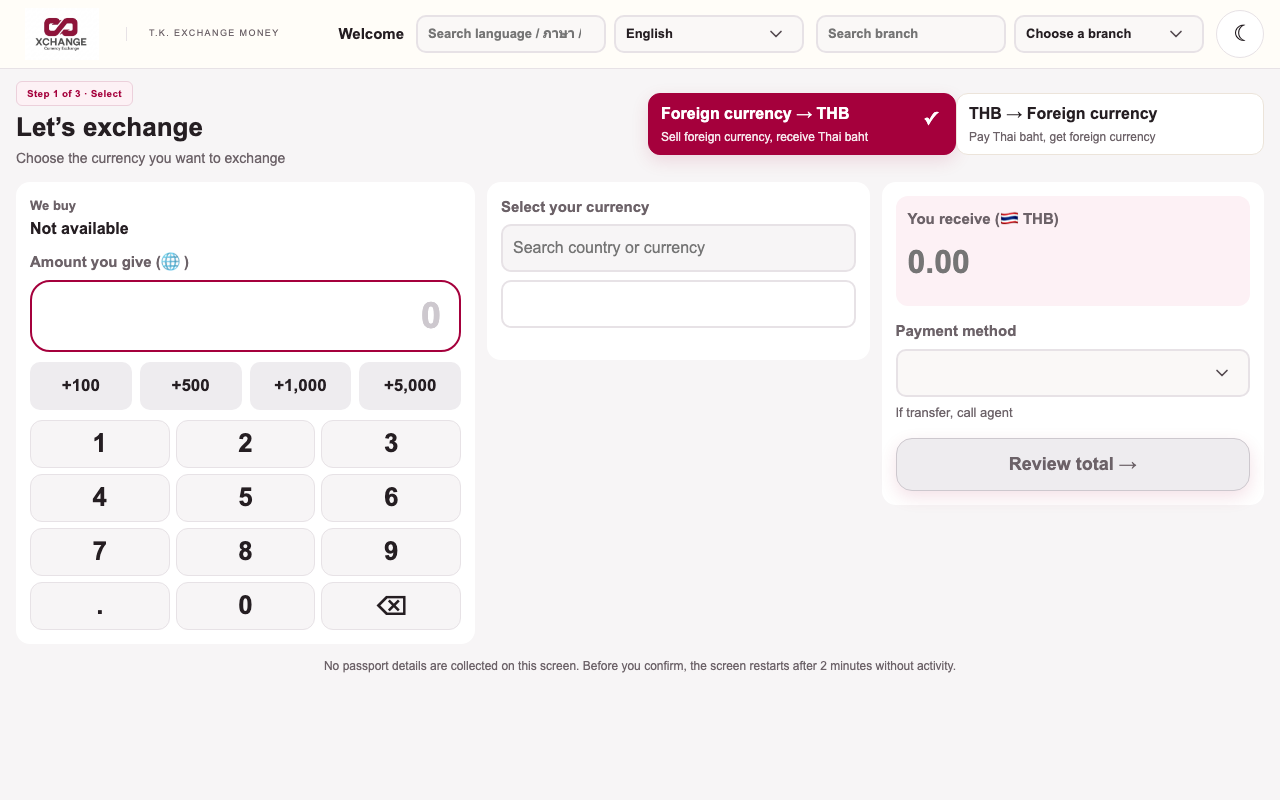 XCHANGE
Currency Exchange
T.K. EXCHANGE MONEY
Welcome
Search language / ภาษา /
English
Search branch
Choose a branch
Step 1 of 3 · Select
Let’s exchange
Choose the currency you want to exchange
Foreign currency → THB
Sell foreign currency, receive Thai baht
THB → Foreign currency
Pay Thai baht, get foreign currency
We buy
Not available
Amount you give (🌐 )
0
+100
+500
+1,000
+5,000
1
2
3
4
5
6
7
8
9
.
0
Select your currency
Search country or currency
You receive (🇹🇭 THB)
0.00
Payment method
If transfer, call agent
Review total →
No passport details are collected on this screen. Before you confirm, the screen restarts after 2 minutes without activity.